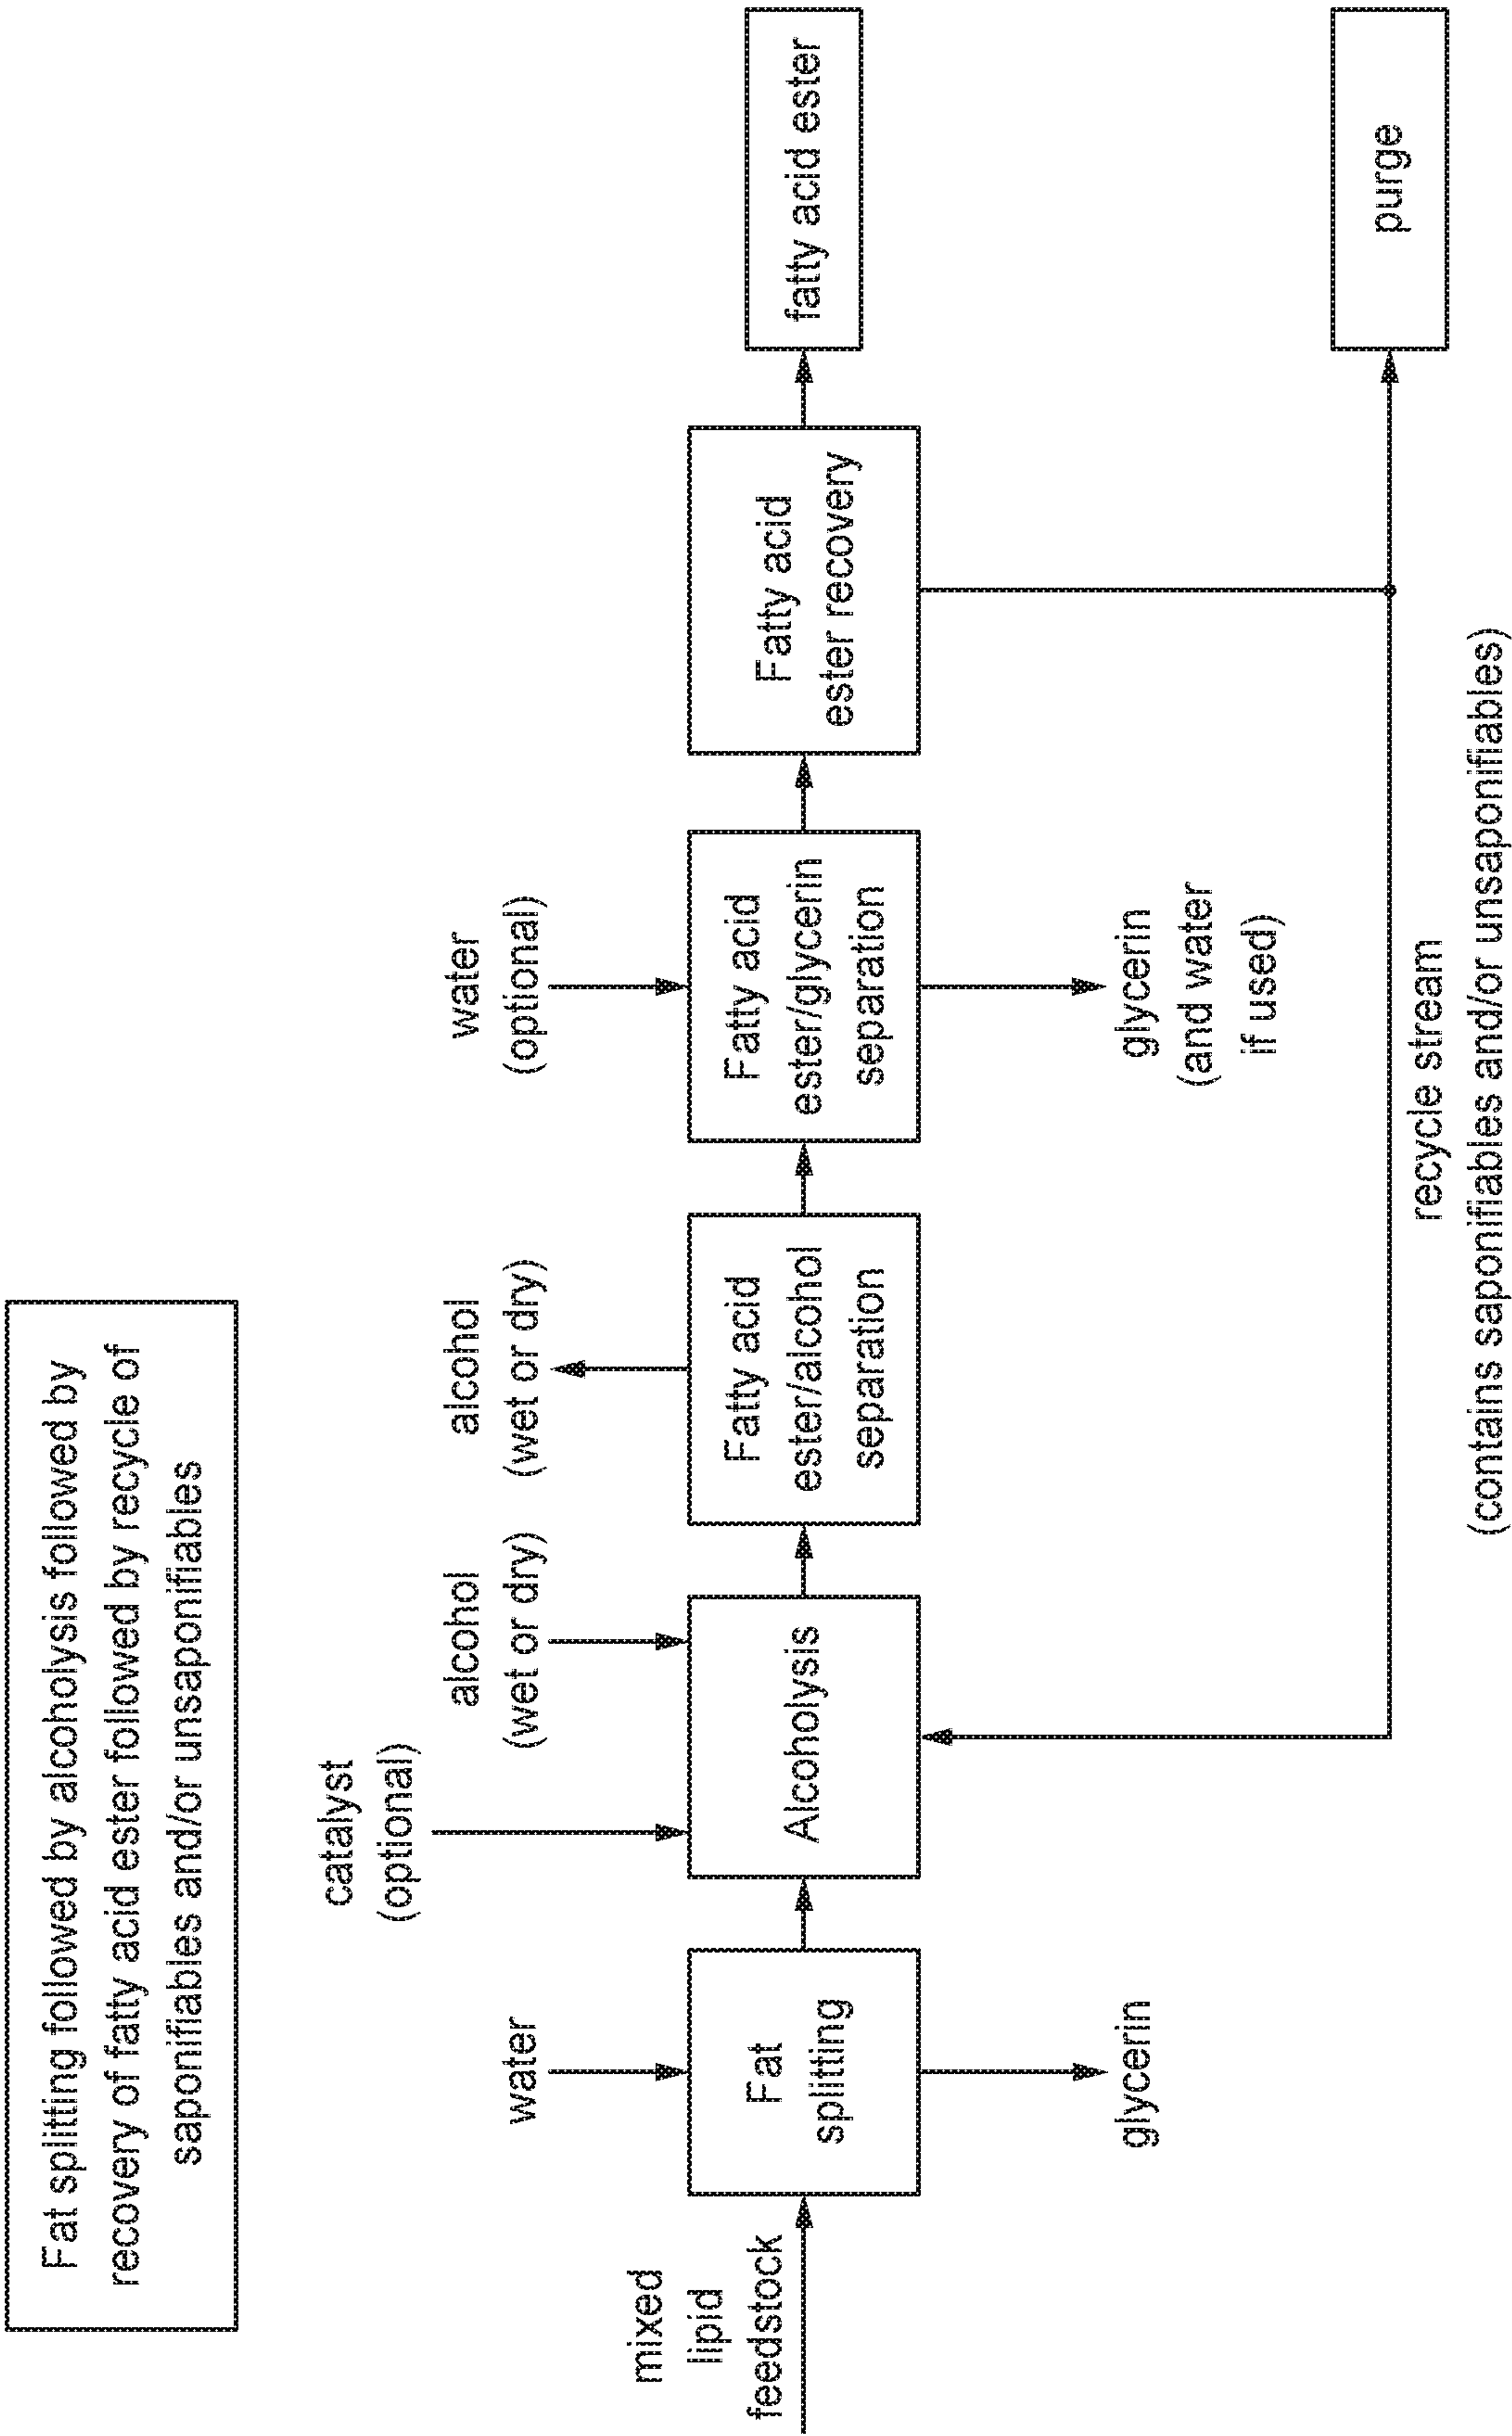 Fat splitting followed by alcoholysis followed by
recovery of fatty acid ester followed by recycle of
saponifiables and/or unsaponifiables
mixed
lipid
feedstock
water
Fat
splitting
glycerin
catalyst
(optional)
alcohol
(wet or dry)
Alcoholysis
alcohol
(wet or dry)
Fatty acid
ester/alcohol
separation
water
(optional)
Fatty acid
ester/glycerin
separation
glycerin
(and water
if used)
Fatty acid
ester recovery
fatty acid ester
recycle stream
(contains saponifiables and/or unsaponifiables)
purge